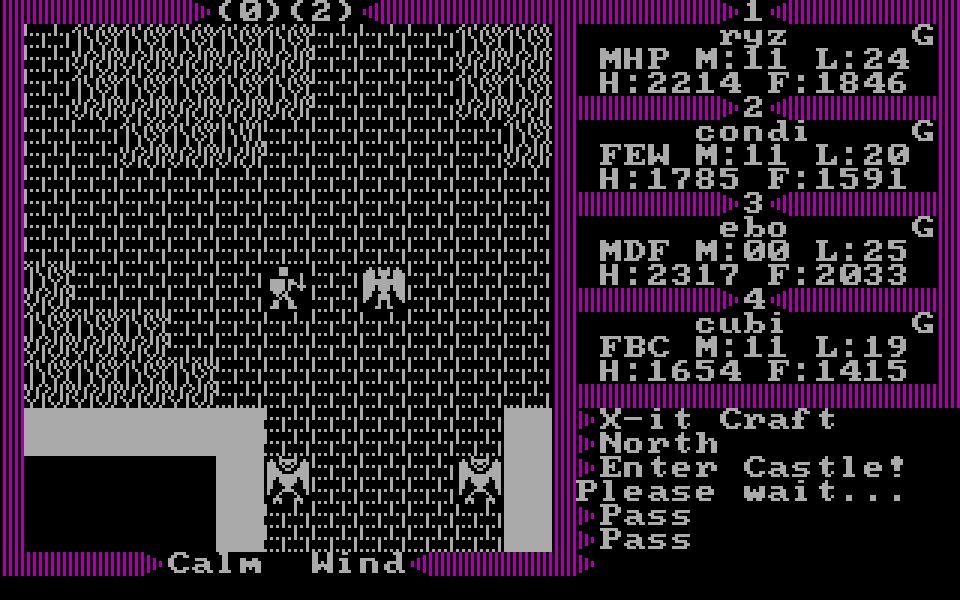 (0)(2)
1
ryz G
MHP M:11 L:24
H:2214 F:1846
2
condi G
FEW M:11 L:20
H:1785 F:1591
3
ebo G
MDF M:00 L:25
H:2317 F:2033
4
cubi G
FBC M:11 L:19
H:1654 F:1415
X-it Craft
North
Enter Castle!
Please wait...
Pass
Pass
Calm Wind